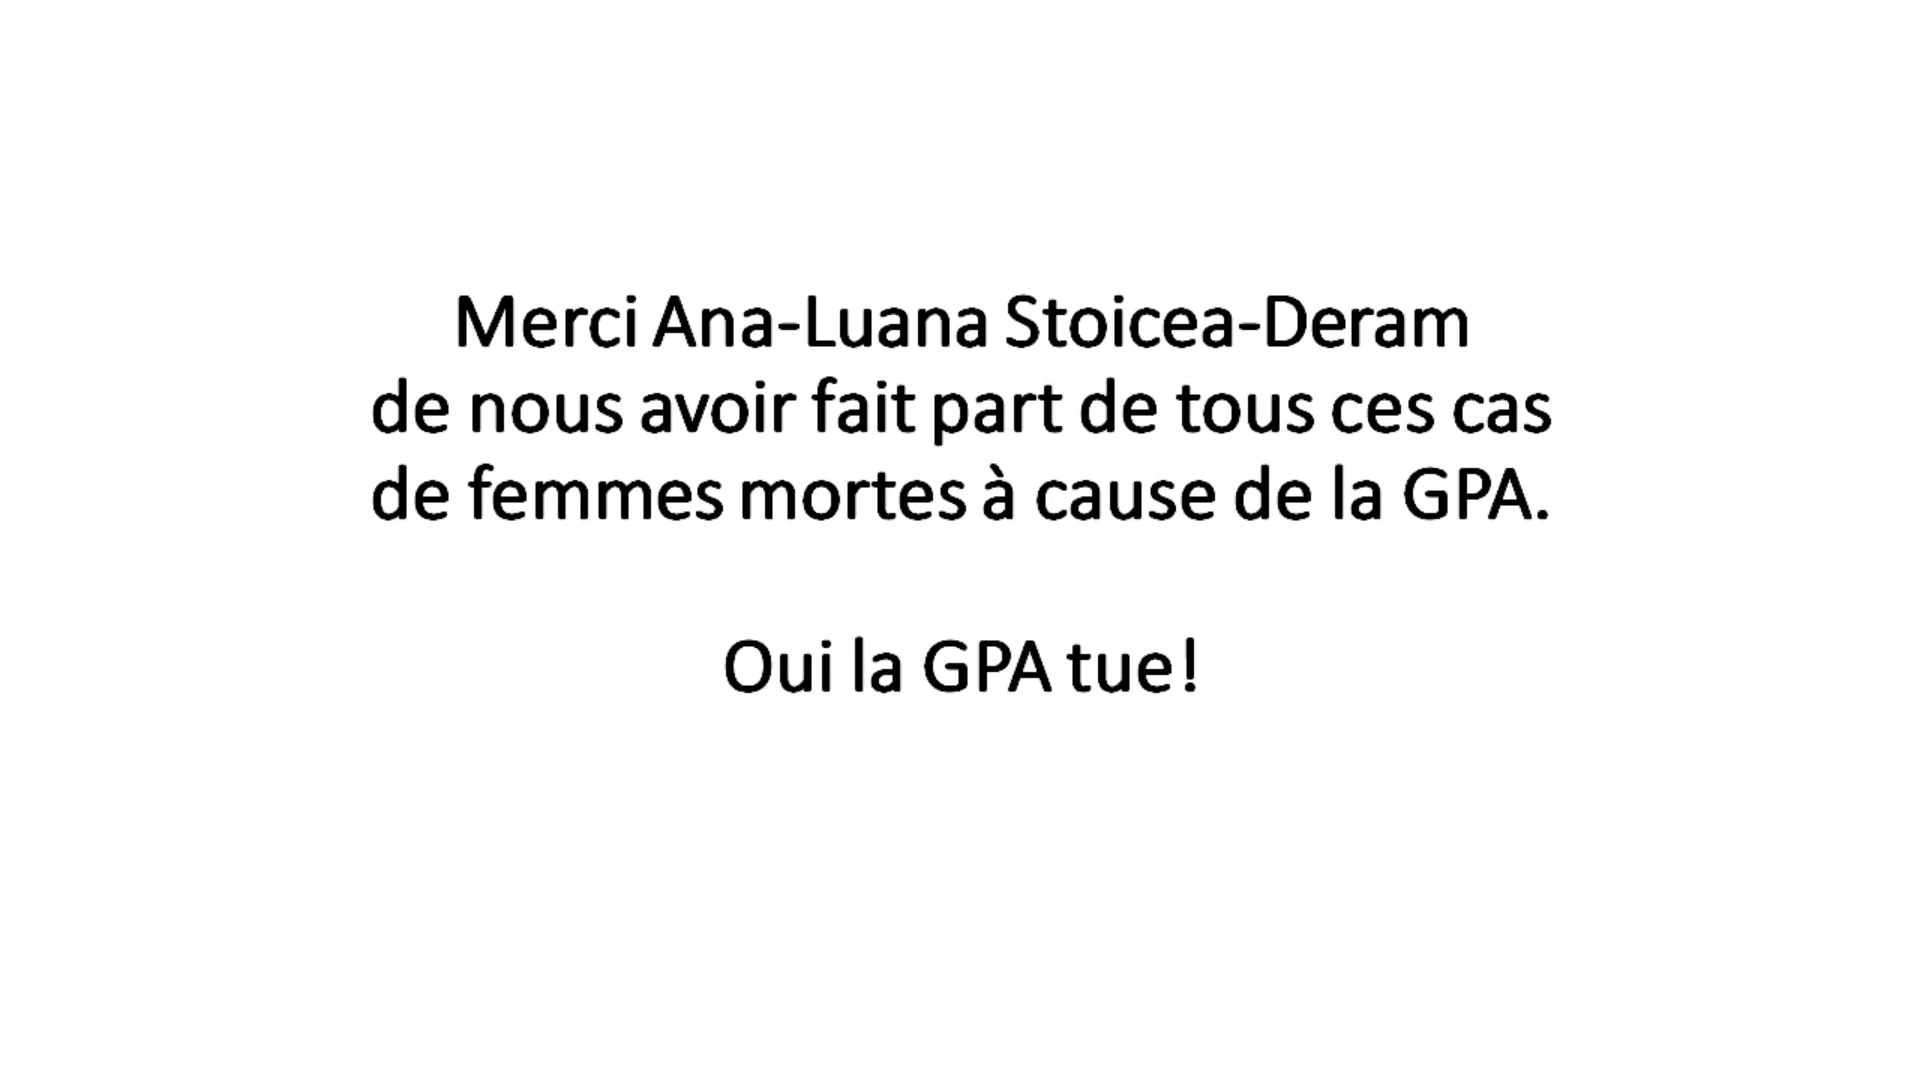 Merci Ana-Luana Stoicea-Deram
de nous avoir fait part de tous ces cas
de femmes mortes à cause de la GPA.
Oui la GPA tue!